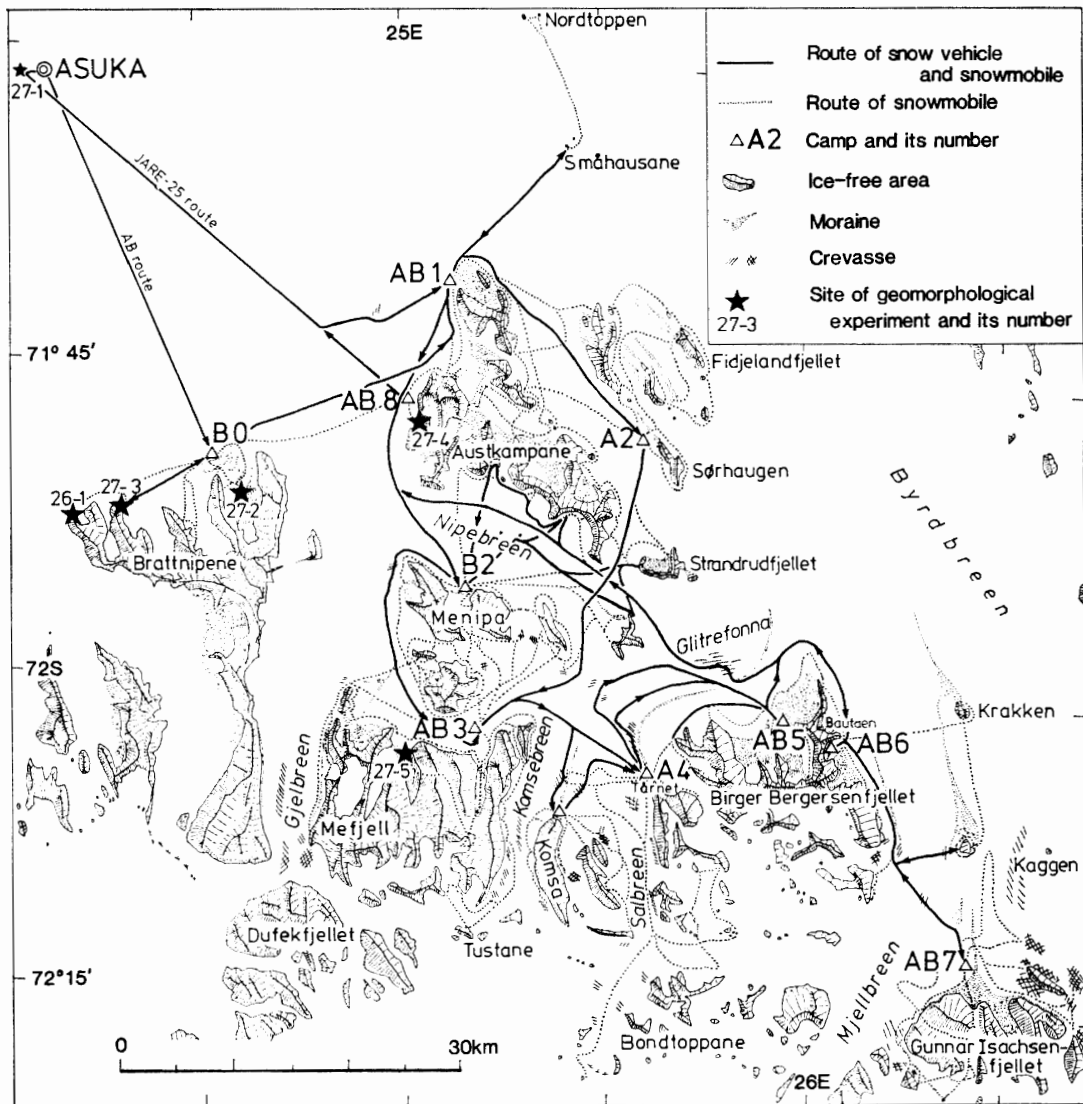 Nordtoppen
25E
ASUKA
27-1
JARE-25 route
AB route
Småhausane
Route of snow vehicle
and snowmobile
Route of snowmobile
A2 Camp and its number
Ice-free area
Moraine
Crevasse
Site of geomorphological
27-3 experiment and its number
AB1
71° 45′
Fidjelandfjellet
AB8
27-4
B0
A2
Austkampane
Sørhaugen
26-1
27-3
27-2
Brattnipene
Nipebreen
B2
Strandrudfjellet
Byrdbreen
Menipa
Glitrefonna
72S
Krakken
AB3
Bautaen
AB5
AB6
27-5
A4
Tårnet
Gjelbreen
Komsebreen
Birger Bergersenfjellet
Mefjell
Komsa
Salbreen
Kaggen
Dufekfjellet
Tustane
Mjellbreen
AB7
72° 15′
Bondtoppane
Gunnar Isachsen-
fjellet
0 30km
26E